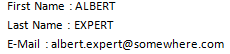 First Name : ALBERT
Last Name : EXPERT
E-Mail : albert.expert@somewhere.com